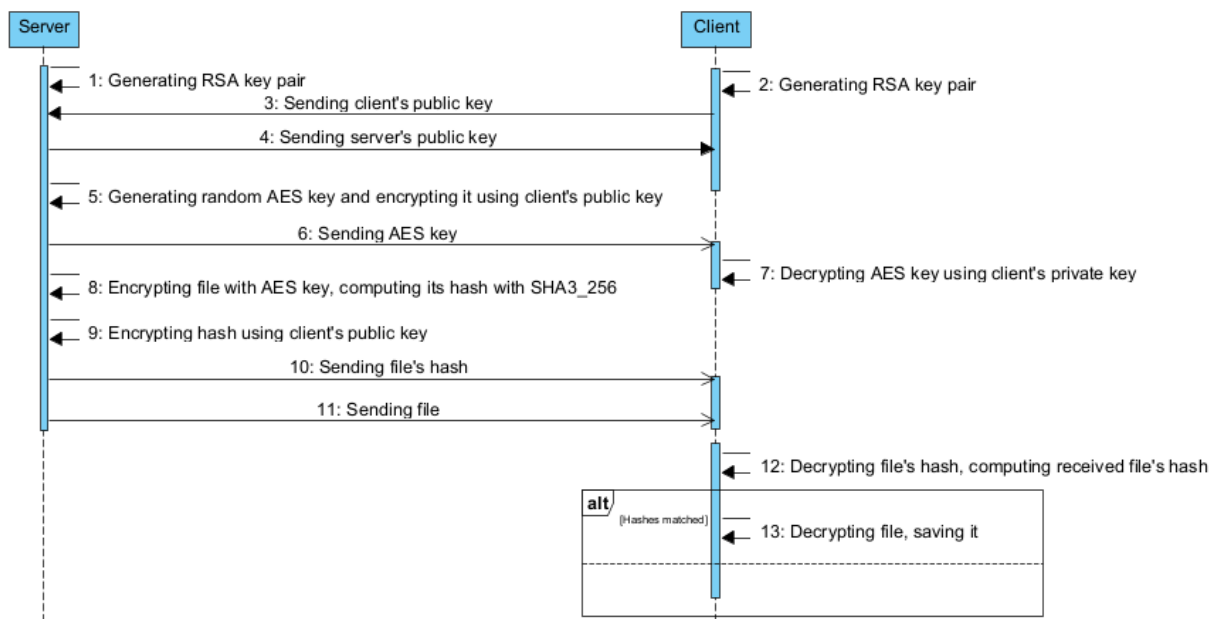 Server
Client
1: Generating RSA key pair
2: Generating RSA key pair
3: Sending client's public key
4: Sending server's public key
5: Generating random AES key and encrypting it using client's public key
6: Sending AES key
7: Decrypting AES key using client's private key
8: Encrypting file with AES key, computing its hash with SHA3_256
9: Encrypting hash using client's public key
10: Sending file's hash
11: Sending file
12: Decrypting file's hash, computing received file's hash
alt
[Hashes matched]
13: Decrypting file, saving it